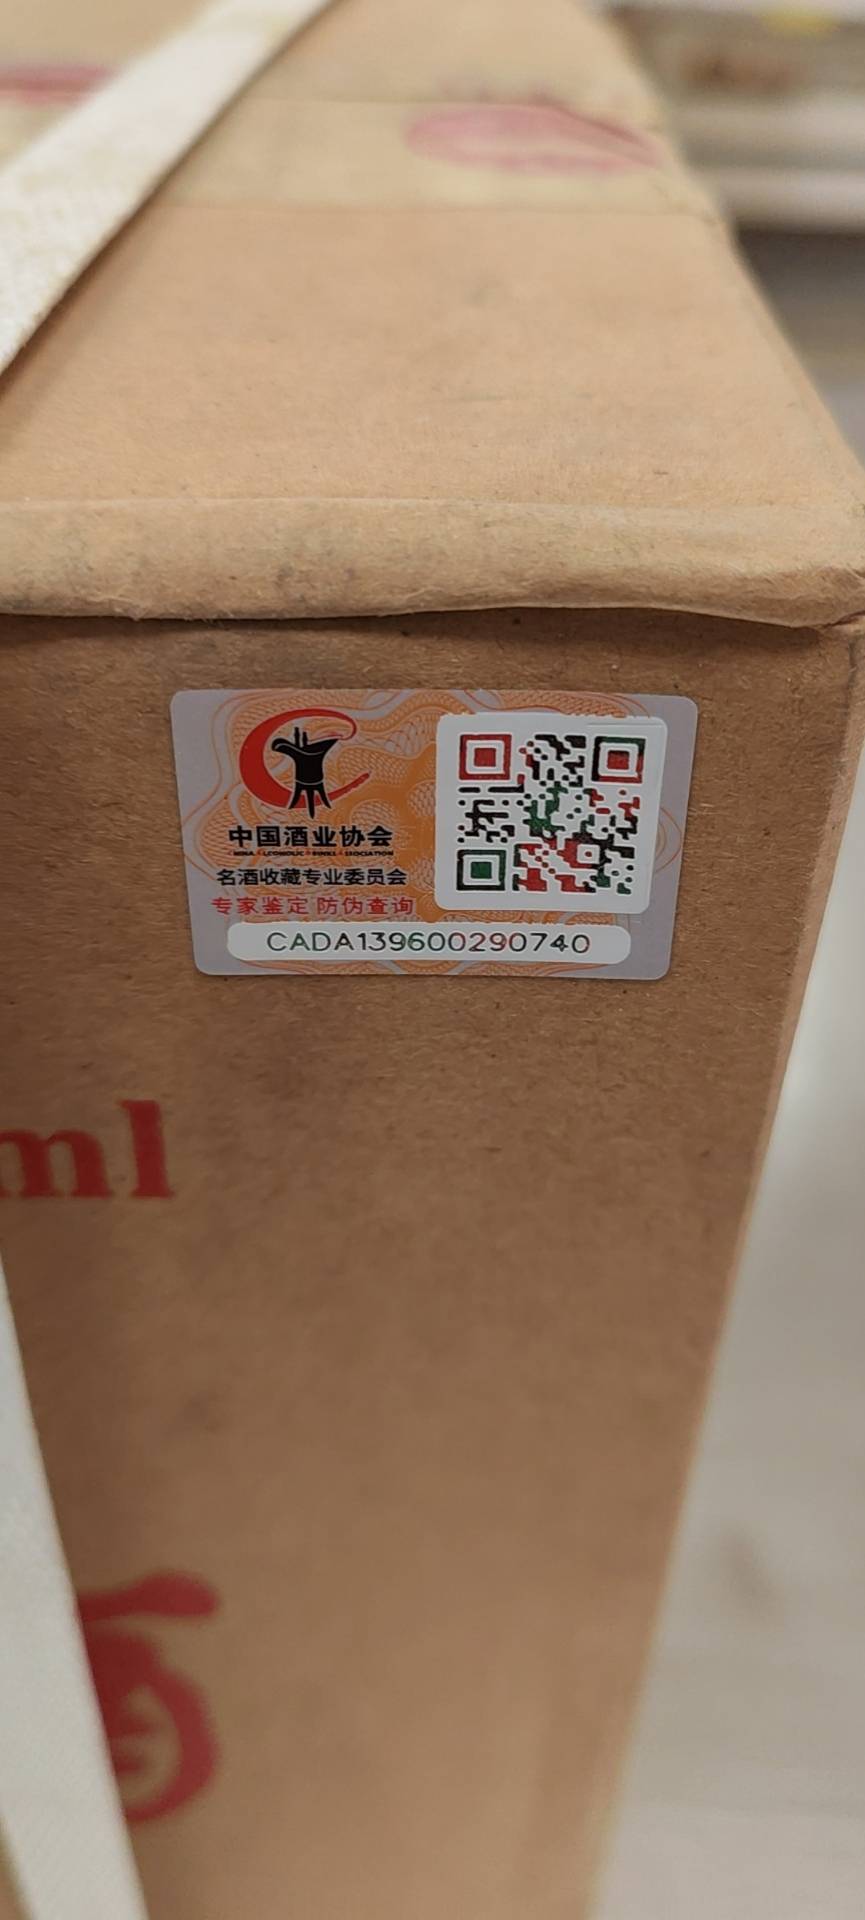 中国酒业协会
名酒收藏专业委员会
专家鉴定 防伪查询
CADA139600290740
ml
酒